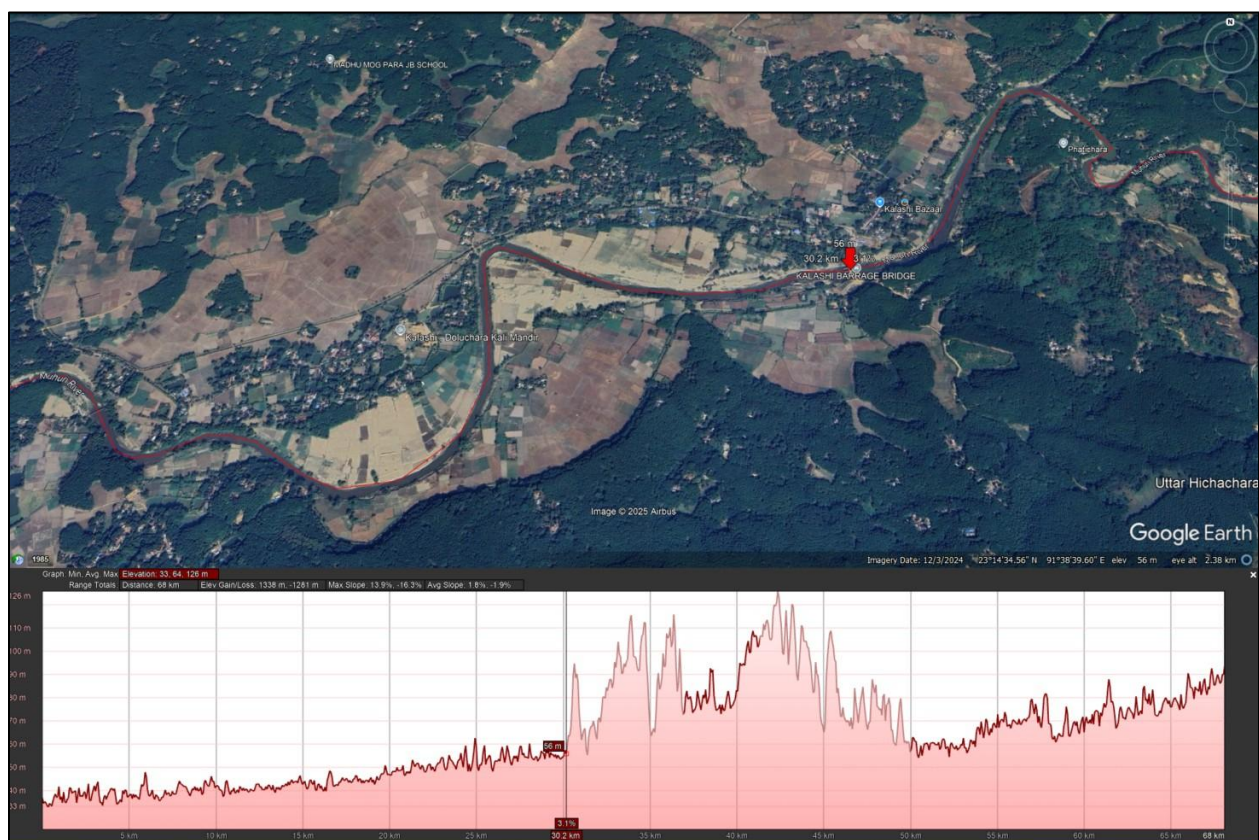 N
MADHU MOG PARA JB SCHOOL
Phatichara
Muhuri River
Kalashi Bazaar
56 m
30.2 km
KALASHI BARRAGE BRIDGE
Kalashi - Doluchara Kali Mandir
Muhuri River
Uttar Hichachara
Image © 2025 Airbus
Google Earth
1985
Imagery Date: 12/3/2024 23°14'34.56" N 91°38'39.60" E elev 56 m eye alt 2.38 km
Graph: Min, Avg, Max Elevation: 33, 64, 126 m
Range Totals: Distance: 68 km Elev Gain/Loss: 1338 m, -1281 m Max Slope: 13.9%, -16.3% Avg Slope: 1.8%, -1.9%
126 m
110 m
100 m
90 m
80 m
70 m
60 m
56 m
50 m
40 m
33 m
3.1%
5 km 10 km 15 km 20 km 25 km 30.2 km 35 km 40 km 45 km 50 km 55 km 60 km 65 km 68 km